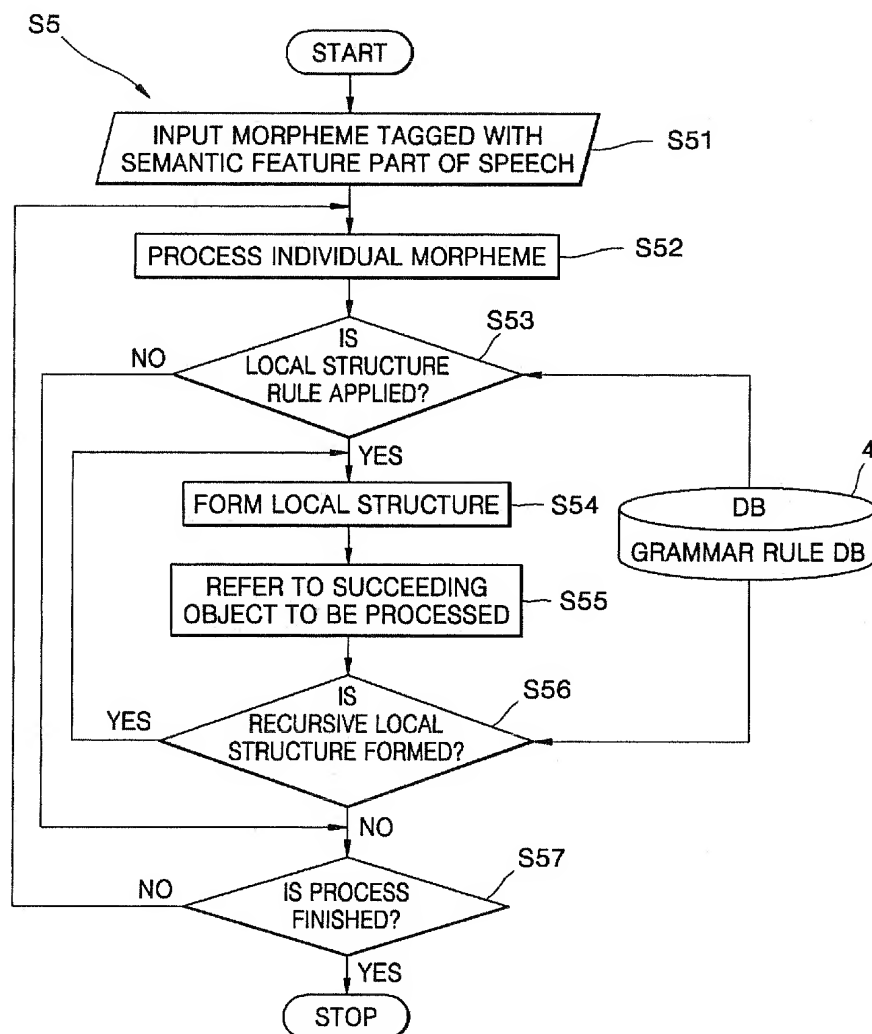 S5
START
INPUT MORPHEME TAGGED WITH
SEMANTIC FEATURE PART OF SPEECH
S51
PROCESS INDIVIDUAL MORPHEME
S52
S53
IS
LOCAL STRUCTURE
RULE APPLIED?
NO
YES
4
DB
GRAMMAR RULE DB
FORM LOCAL STRUCTURE
S54
REFER TO SUCCEEDING
OBJECT TO BE PROCESSED
S55
S56
IS
RECURSIVE LOCAL
STRUCTURE FORMED?
YES
NO
S57
IS PROCESS
FINISHED?
NO
YES
STOP